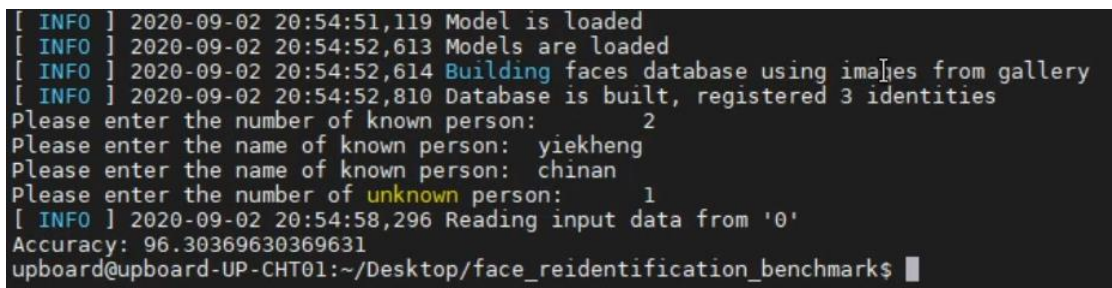 [ INFO ] 2020-09-02 20:54:51,119 Model is loaded
[ INFO ] 2020-09-02 20:54:52,613 Models are loaded
[ INFO ] 2020-09-02 20:54:52,614 Building faces database using images from gallery
[ INFO ] 2020-09-02 20:54:52,810 Database is built, registered 3 identities
Please enter the number of known person: 2
Please enter the name of known person: yiekheng
Please enter the name of known person: chinan
Please enter the number of unknown person: 1
[ INFO ] 2020-09-02 20:54:58,296 Reading input data from '0'
Accuracy: 96.30369630369631
upboard@upboard-UP-CHT01:~/Desktop/face_reidentification_benchmark$